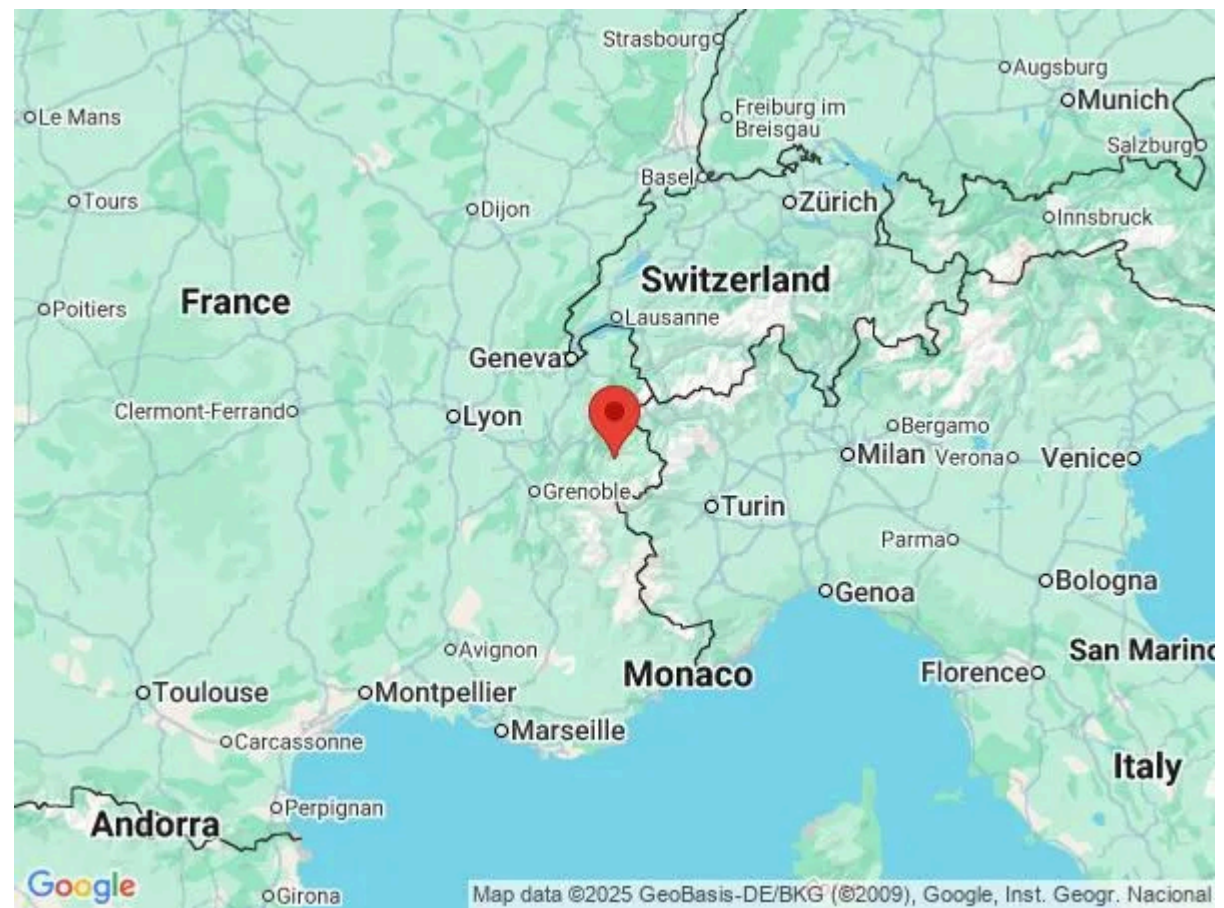 Strasbourg
Augsburg
Munich
Le Mans
Freiburg im
Breisgau
Salzburg
Basel
Tours
Dijon
Zürich
Innsbruck
Switzerland
France
Poitiers
Lausanne
Geneva
Clermont-Ferrand
Lyon
Bergamo
Milan
Verona
Venice
Grenoble
Turin
Parma
Genoa
Bologna
Avignon
San Marino
Monaco
Florence
Toulouse
Montpellier
Marseille
Carcassonne
Italy
Perpignan
Andorra
Google
Girona
Map data ©2025 GeoBasis-DE/BKG (©2009), Google, Inst. Geogr. Nacional